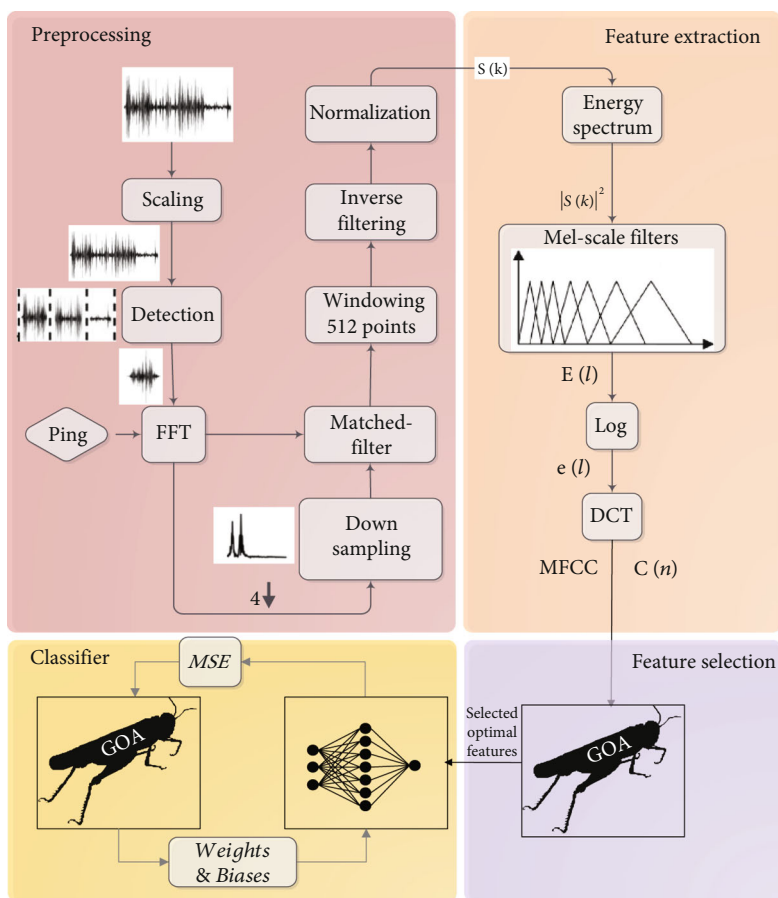 Preprocessing
Scaling
Detection
Ping
FFT
4
Down
sampling
Matched-
filter
Windowing
512 points
Inverse
filtering
Normalization
S (k)
Feature extraction
Energy
spectrum
|S (k)|²
Mel-scale filters
E (l)
Log
e (l)
DCT
MFCC C (n)
Feature selection
GOA
Selected
optimal
features
Classifier
MSE
GOA
Weights
& Biases